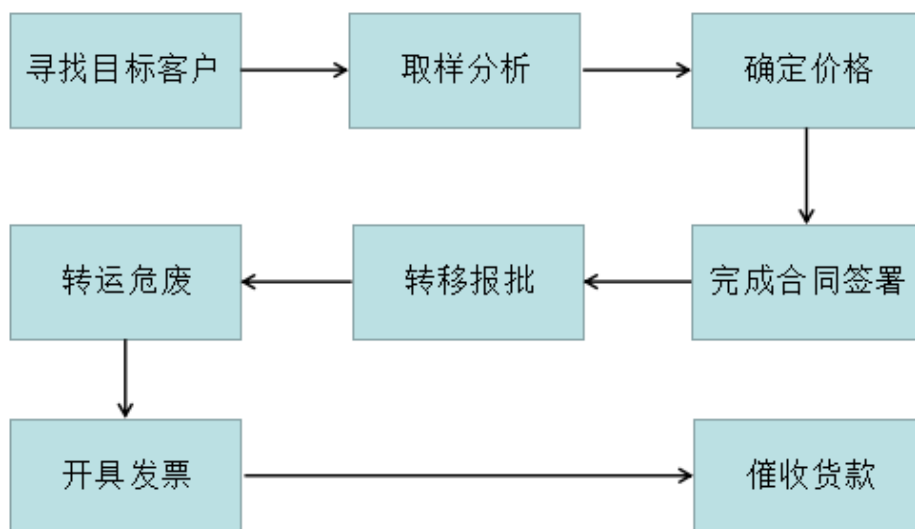 寻找目标客户
取样分析
确定价格
完成合同签署
转移报批
转运危废
开具发票
催收货款